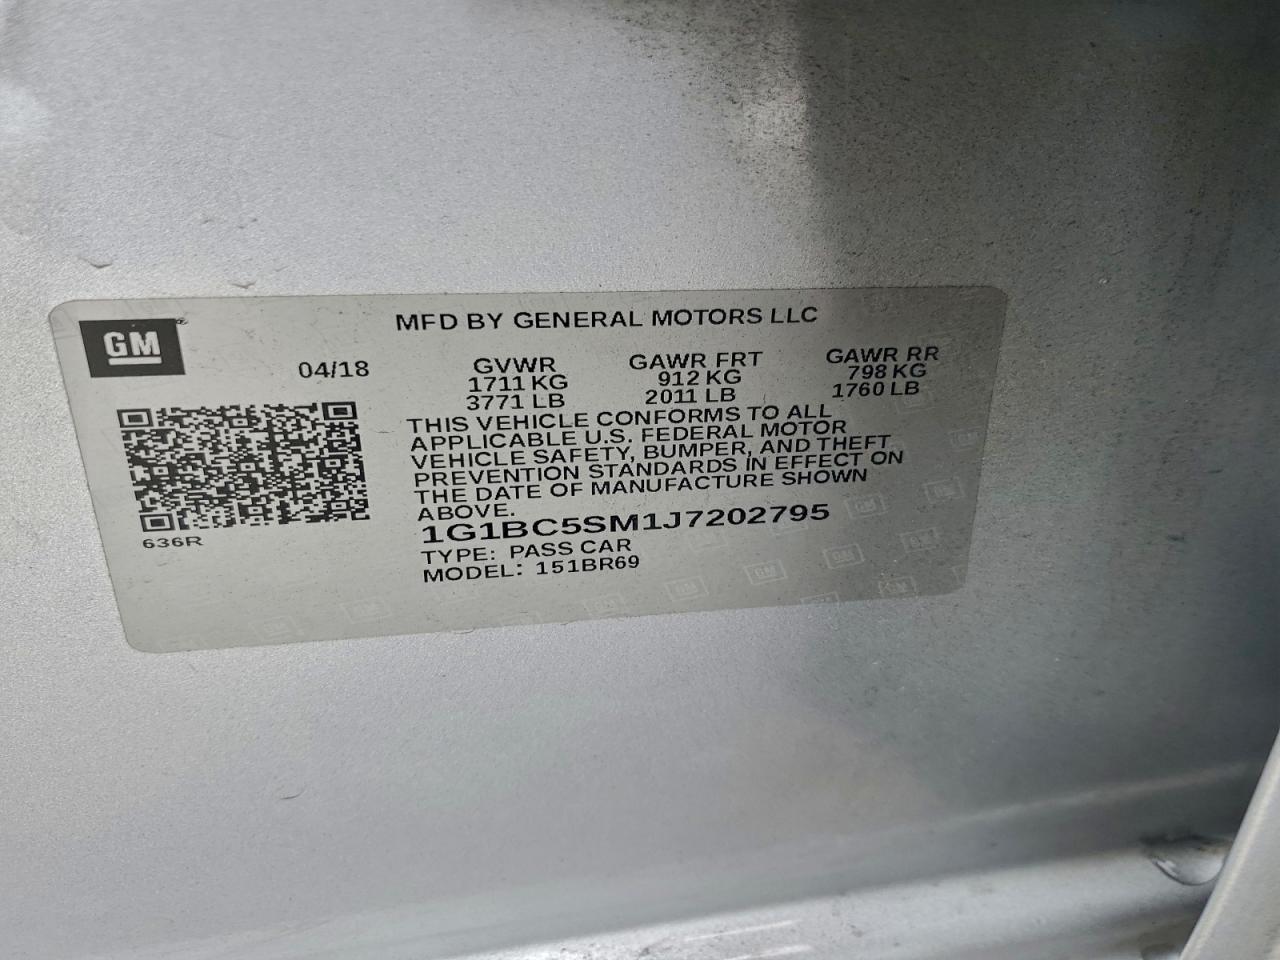 GM
MFD BY GENERAL MOTORS LLC
04/18
GVWR GAWR FRT GAWR RR
1711 KG 912 KG 798 KG
3771 LB 2011 LB 1760 LB
THIS VEHICLE CONFORMS TO ALL
APPLICABLE U.S. FEDERAL MOTOR
VEHICLE SAFETY, BUMPER, AND THEFT
PREVENTION STANDARDS IN EFFECT ON
THE DATE OF MANUFACTURE SHOWN
ABOVE.
1G1BC5SM1J7202795
636R
TYPE: PASS CAR
MODEL: 151BR69